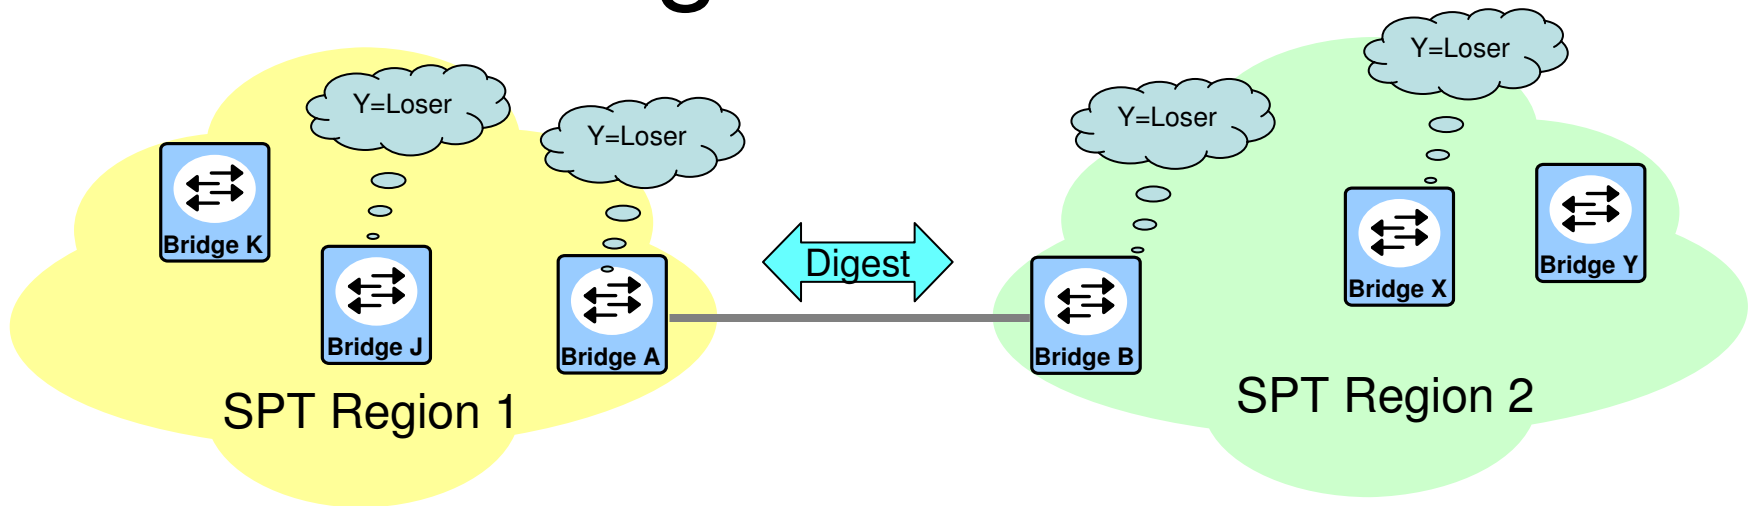 Y=Loser
Y=Loser
Y=Loser
Y=Loser
Bridge K
Bridge J
Bridge A
Digest
Bridge B
Bridge X
Bridge Y
SPT Region 1
SPT Region 2